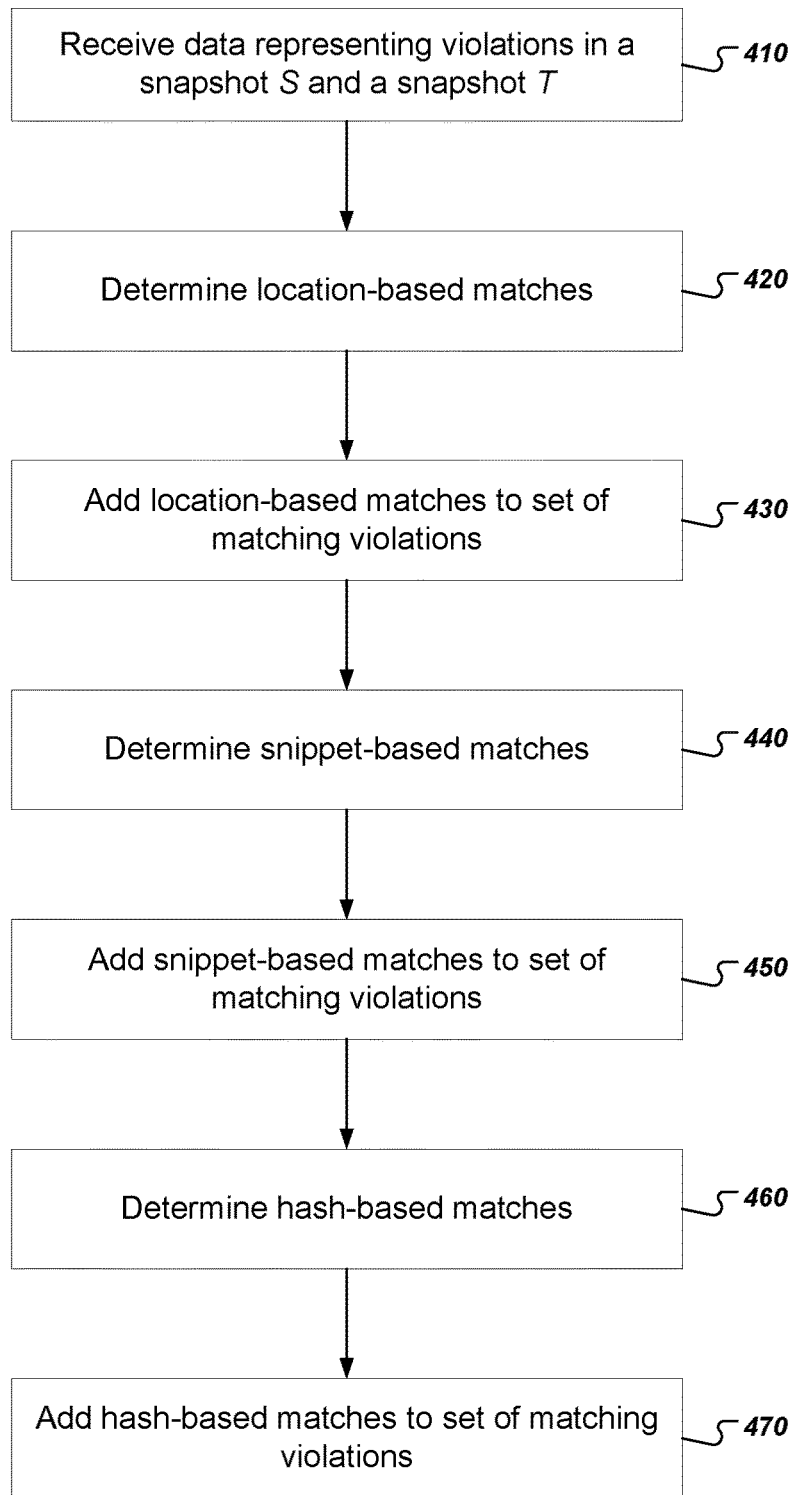 Receive data representing violations in a
snapshot S and a snapshot T
410
Determine location-based matches
420
Add location-based matches to set of
matching violations
430
Determine snippet-based matches
440
Add snippet-based matches to set of
matching violations
450
Determine hash-based matches
460
Add hash-based matches to set of matching
violations
470